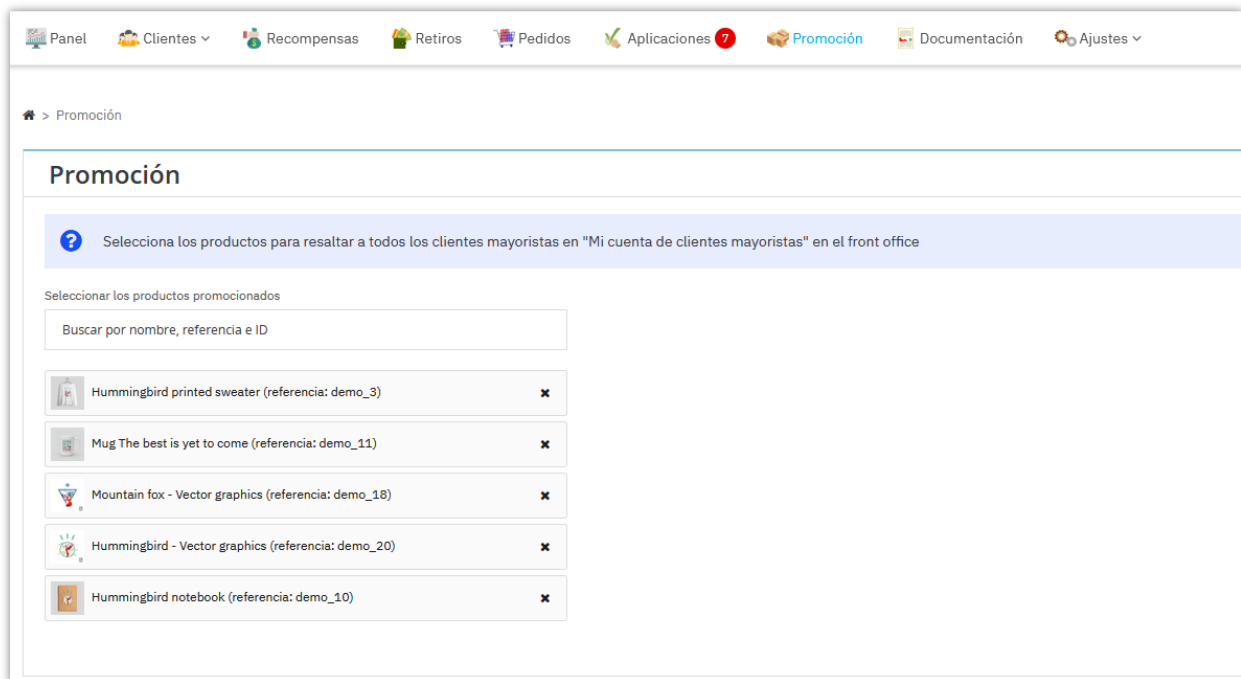 Panel Clientes Recompensas Retiros Pedidos Aplicaciones 7 Promoción Documentación Ajustes
> Promoción
Promoción
Selecciona los productos para resaltar a todos los clientes mayoristas en "Mi cuenta de clientes mayoristas" en el front office
Seleccionar los productos promocionados
Buscar por nombre, referencia e ID
Hummingbird printed sweater (referencia: demo_3)
Mug The best is yet to come (referencia: demo_11)
Mountain fox - Vector graphics (referencia: demo_18)
Hummingbird - Vector graphics (referencia: demo_20)
Hummingbird notebook (referencia: demo_10)